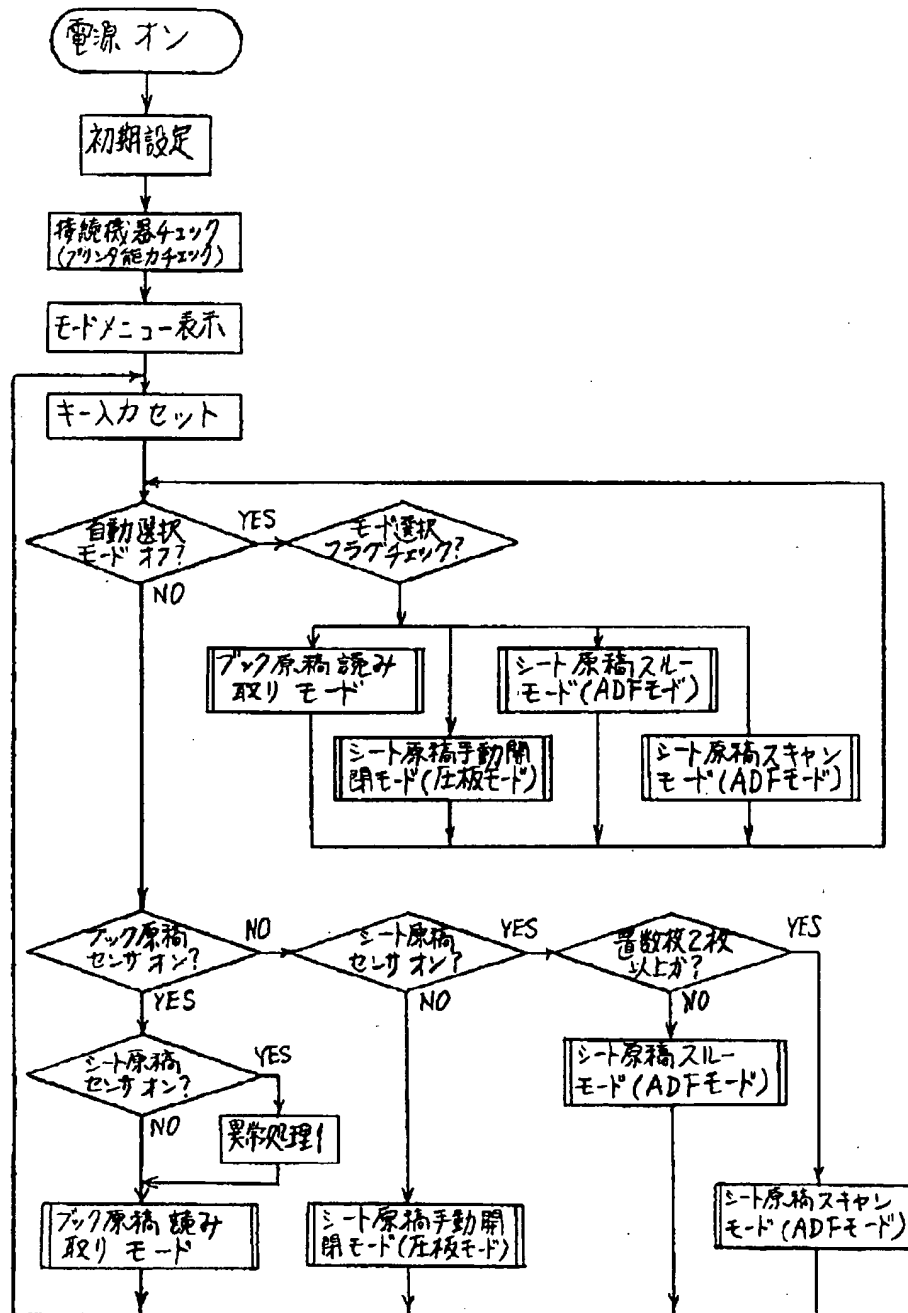 電源 オン
初期設定
接続機器チェック
(プリンタ能力チェック)
モードメニュー表示
キー入力セット
自動選択
モードオフ?
YES
NO
モード選択
フラグチェック?
ブック原稿読み
取り モード
シート原稿スルー
モード(ADFモード)
シート原稿手動開
閉モード(圧板モード)
シート原稿スキャン
モード(ADFモード)
ブック原稿
センサオン?
NO
YES
シート原稿
センサオン?
YES
NO
置数枚2枚
以上か?
YES
NO
シート原稿
センサオン?
YES
NO
異常処理1
シート原稿スルー
モード(ADFモード)
ブック原稿読み
取り モード
シート原稿手動開
閉モード(圧板モード)
シート原稿スキャン
モード(ADFモード)